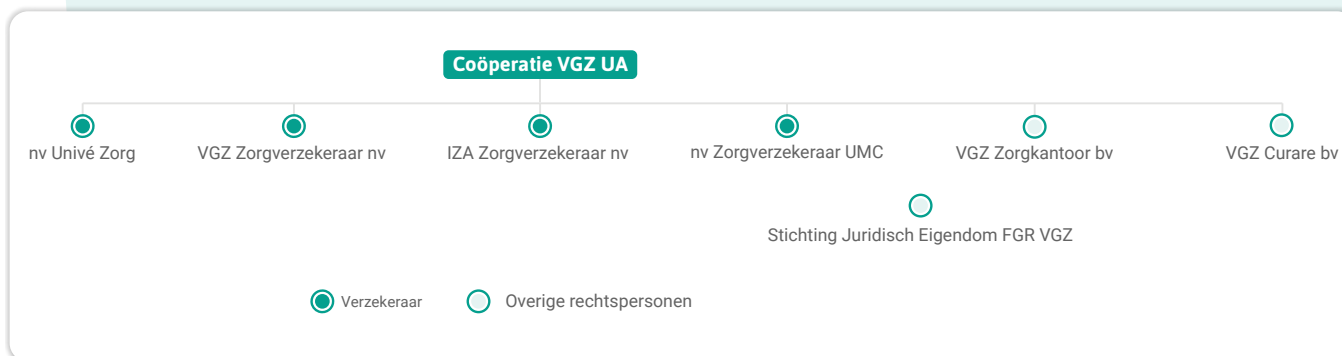 Coöperatie VGZ UA
nv Univé Zorg
VGZ Zorgverzekeraar nv
IZA Zorgverzekeraar nv
nv Zorgverzekeraar UMC
VGZ Zorgkantoor bv
VGZ Curare bv
Stichting Juridisch Eigendom FGR VGZ
Verzekeraar
Overige rechtspersonen